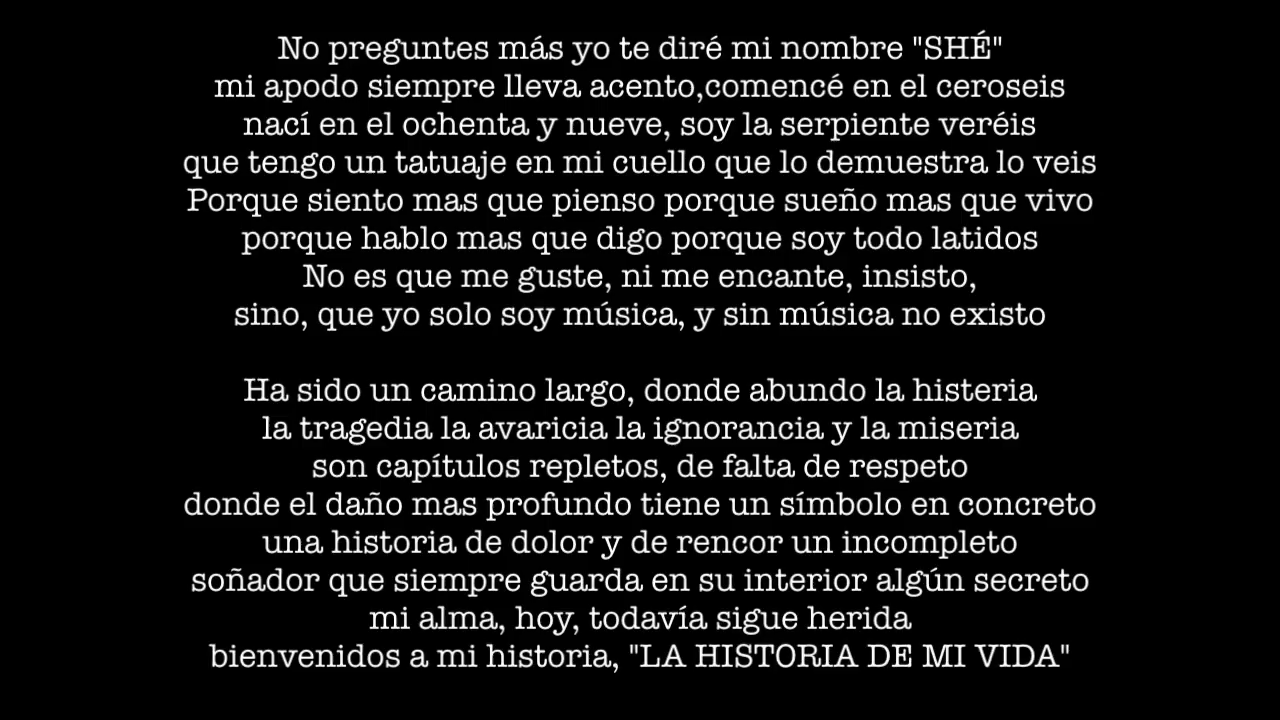 No preguntes más yo te diré mi nombre "SHÉ"
mi apodo siempre lleva acento,comencé en el ceroseis
nací en el ochenta y nueve, soy la serpiente veréis
que tengo un tatuaje en mi cuello que lo demuestra lo veis
Porque siento mas que pienso porque sueño mas que vivo
porque hablo mas que digo porque soy todo latidos
No es que me guste, ni me encante, insisto,
sino, que yo solo soy música, y sin música no existo
Ha sido un camino largo, donde abundo la histeria
la tragedia la avaricia la ignorancia y la miseria
son capítulos repletos, de falta de respeto
donde el daño mas profundo tiene un símbolo en concreto
una historia de dolor y de rencor un incompleto
soñador que siempre guarda en su interior algún secreto
mi alma, hoy, todavía sigue herida
bienvenidos a mi historia, "LA HISTORIA DE MI VIDA"